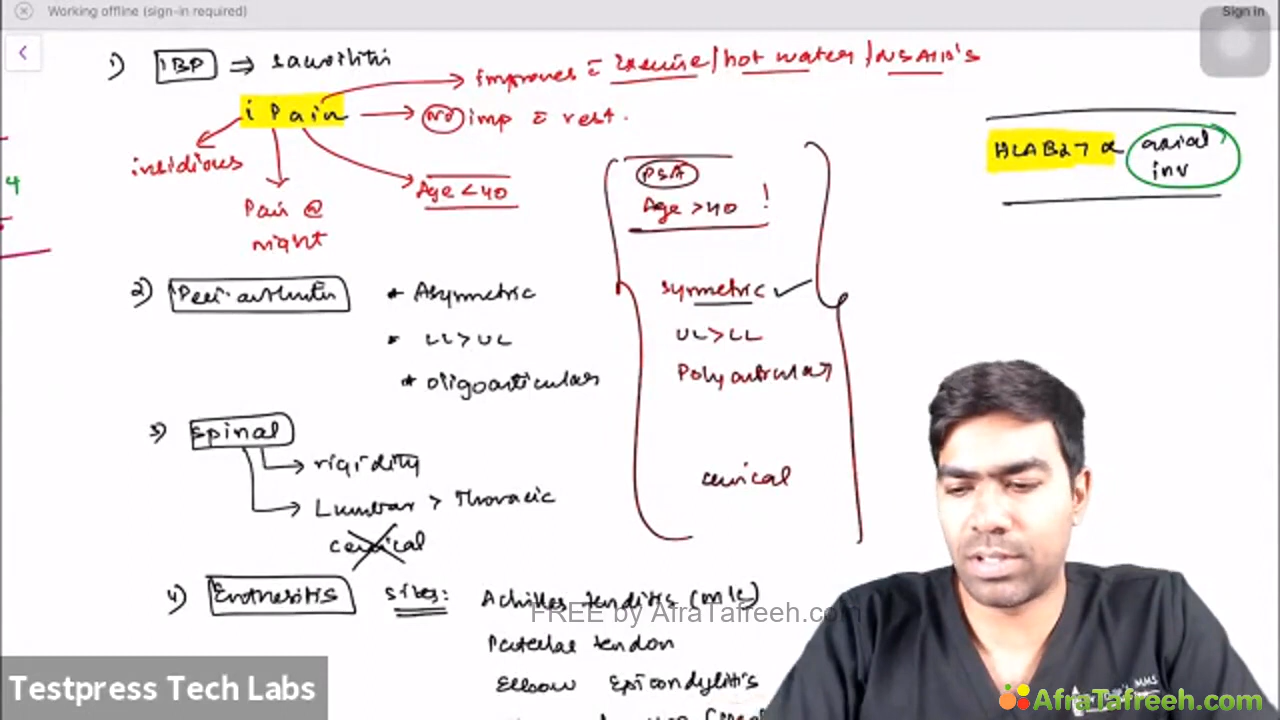 Working offline (sign-in required)
Sign in
1) IBP ⇒ sacroilitis
improves c̄ Exercise/hot water/NSAID's
i Pain
NO imp c̄ rest.
insidious
Age <40
Pain @
night
4
PSA
Age >40 !
HLAB27 ∝ axial
inv
2) Peri-arthritis
* Asymmetric
* LL>UL
* oligoarticular
symmetric ✓
UL>LL
Polyarticular
3) spinal
rigidity
Lumbar > Thoracic
cervical
cervical
4) Enthesitis sites: Achilles tenditis (m/c)
Patellar tendon
Elbow Epicondylitis
FREE by AfraTafreeh.com
Testpress Tech Labs
AfraTafreeh.com